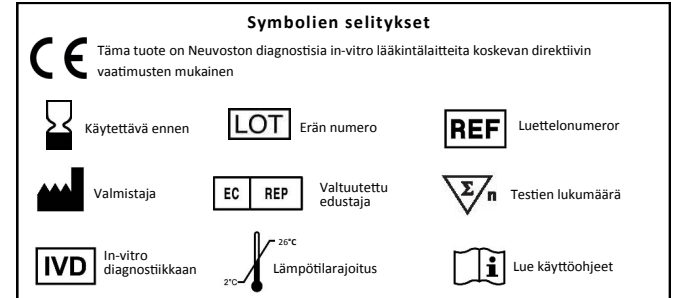 Symbolien selitykset
CE Täma tuote on Neuvoston diagnostisia in-vitro lääkintälaitteita koskevan direktiivin
vaatimusten mukainen
Käytettävä ennen
LOT Erän numero
REF Luettelonumeror
Valmistaja
EC REP Valtuutettu
edustaja
Σ n Testien lukumäärä
IVD In-vitro
diagnostiikkaan
26°C
2°C
Lämpötilarajoitus
i Lue käyttöohjeet